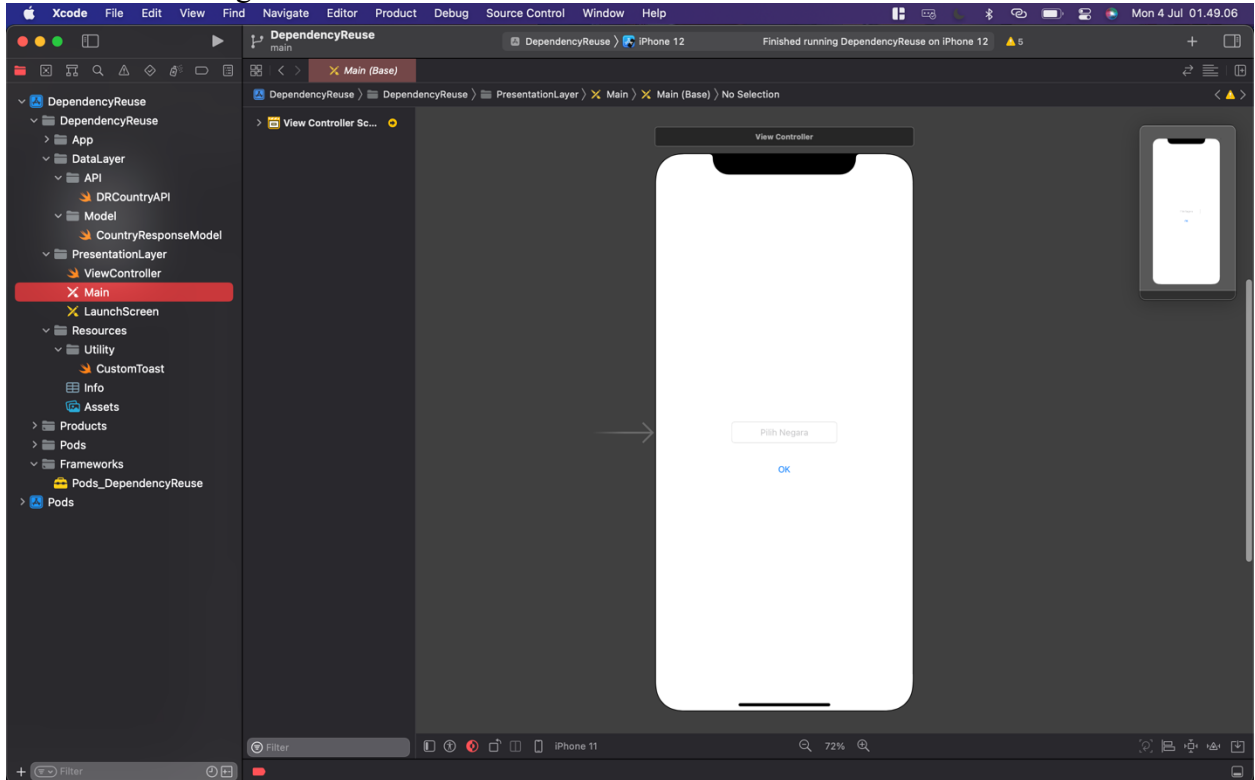 Xcode File Edit View Find Navigate Editor Product Debug Source Control Window Help Mon 4 Jul 01.49.06
DependencyReuse
main
DependencyReuse 〉 iPhone 12 Finished running DependencyReuse on iPhone 12 5
Main (Base)
DependencyReuse 〉 DependencyReuse 〉 PresentationLayer 〉 Main 〉 Main (Base) 〉 No Selection
DependencyReuse
DependencyReuse
App
DataLayer
API
DRCountryAPI
Model
CountryResponseModel
PresentationLayer
ViewController
Main
LaunchScreen
Resources
Utility
CustomToast
Info
Assets
Products
Pods
Frameworks
Pods_DependencyReuse
Pods
Filter
View Controller Sc...
Filter
View Controller
Pilih Negara
OK
iPhone 11 72%